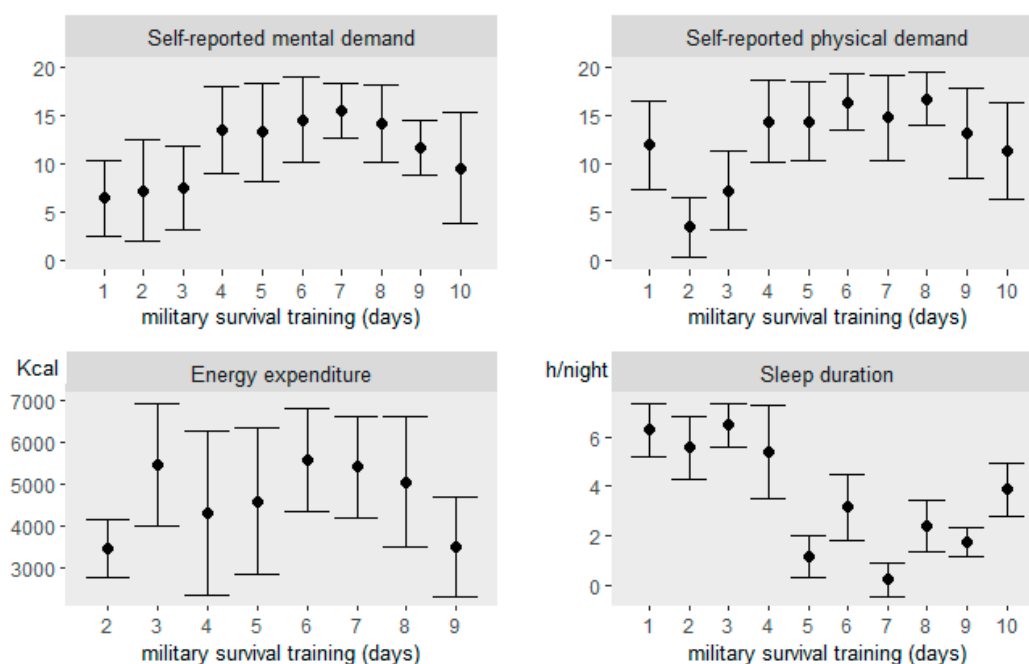 Self-reported mental demand
20
15
10
5
0
1 2 3 4 5 6 7 8 9 10
military survival training (days)
Self-reported physical demand
20
15
10
5
0
1 2 3 4 5 6 7 8 9 10
military survival training (days)
Kcal
Energy expenditure
7000
6000
5000
4000
3000
2 3 4 5 6 7 8 9
military survival training (days)
h/night
Sleep duration
6
4
2
0
1 2 3 4 5 6 7 8 9 10
military survival training (days)